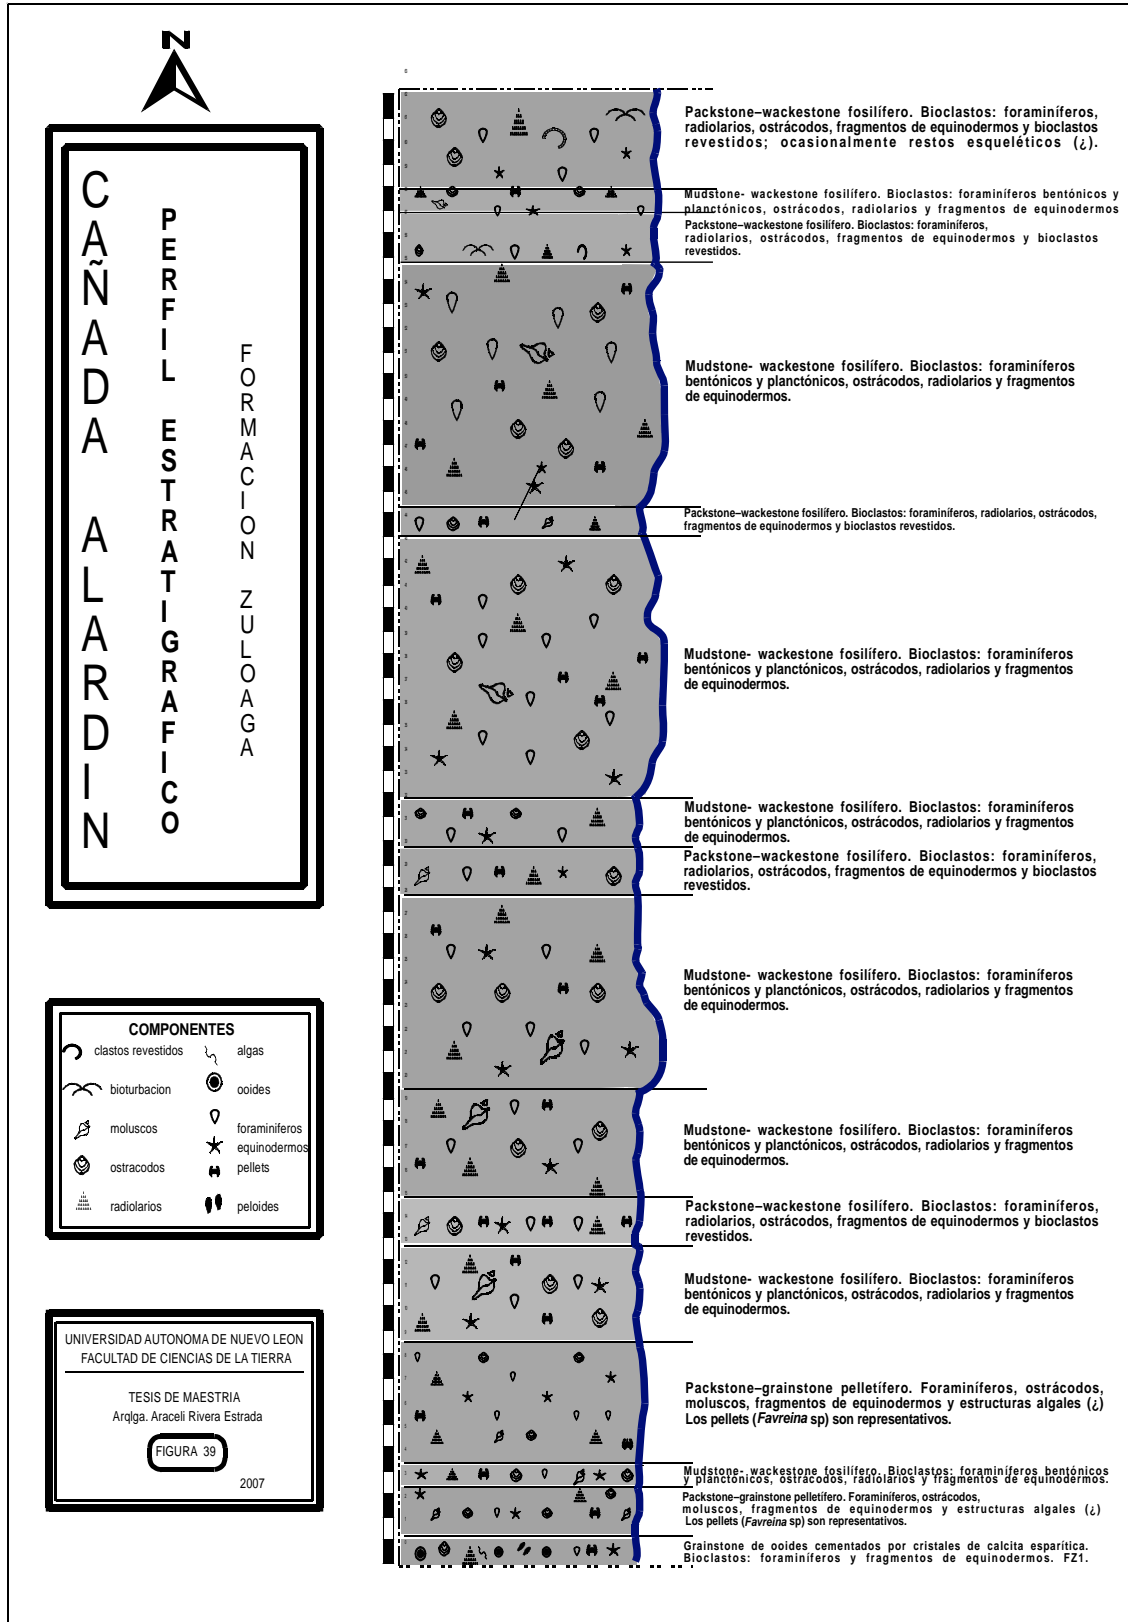 N
CAÑADA ALARDIN
PERFIL ESTRATIGRAFICO
FORMACION ZULOAGA
Packstone–wackestone fosilífero. Bioclastos: foraminíferos,
radiolarios, ostrácodos, fragmentos de equinodermos y bioclastos
revestidos; ocasionalmente restos esqueléticos (¿).
Mudstone- wackestone fosilífero. Bioclastos: foraminíferos bentónicos y
planctónicos, ostrácodos, radiolarios y fragmentos de equinodermos
Packstone–wackestone fosilífero. Bioclastos: foraminíferos,
radiolarios, ostrácodos, fragmentos de equinodermos y bioclastos
revestidos.
Mudstone- wackestone fosilífero. Bioclastos: foraminíferos
bentónicos y planctónicos, ostrácodos, radiolarios y fragmentos
de equinodermos.
Packstone–wackestone fosilífero. Bioclastos: foraminíferos, radiolarios, ostrácodos,
fragmentos de equinodermos y bioclastos revestidos.
Mudstone- wackestone fosilífero. Bioclastos: foraminíferos
bentónicos y planctónicos, ostrácodos, radiolarios y fragmentos
de equinodermos.
Mudstone- wackestone fosilífero. Bioclastos: foraminíferos
bentónicos y planctónicos, ostrácodos, radiolarios y fragmentos
de equinodermos.
Packstone–wackestone fosilífero. Bioclastos: foraminíferos,
radiolarios, ostrácodos, fragmentos de equinodermos y bioclastos
revestidos.
Mudstone- wackestone fosilífero. Bioclastos: foraminíferos
bentónicos y planctónicos, ostrácodos, radiolarios y fragmentos
de equinodermos.
Mudstone- wackestone fosilífero. Bioclastos: foraminíferos
bentónicos y planctónicos, ostrácodos, radiolarios y fragmentos
de equinodermos.
Packstone–wackestone fosilífero. Bioclastos: foraminíferos,
radiolarios, ostrácodos, fragmentos de equinodermos y bioclastos
revestidos.
Mudstone- wackestone fosilífero. Bioclastos: foraminíferos
bentónicos y planctónicos, ostrácodos, radiolarios y fragmentos
de equinodermos.
Packstone–grainstone pelletífero. Foraminíferos, ostrácodos,
moluscos, fragmentos de equinodermos y estructuras algales (¿)
Los pellets (Favreina sp) son representativos.
Mudstone- wackestone fosilífero. Bioclastos: foraminíferos bentónicos
y planctónicos, ostrácodos, radiolarios y fragmentos de equinodermos.
Packstone–grainstone pelletífero. Foraminíferos, ostrácodos,
moluscos, fragmentos de equinodermos y estructuras algales (¿)
Los pellets (Favreina sp) son representativos.
Grainstone de ooides cementados por cristales de calcita esparítica.
Bioclastos: foraminíferos y fragmentos de equinodermos. FZ1.
COMPONENTES
clastos revestidos
algas
bioturbacion
ooides
moluscos
foraminiferos
equinodermos
ostracodos
pellets
radiolarios
peloides
UNIVERSIDAD AUTONOMA DE NUEVO LEON
FACULTAD DE CIENCIAS DE LA TIERRA
TESIS DE MAESTRIA
Arqlga. Araceli Rivera Estrada
FIGURA 39
2007